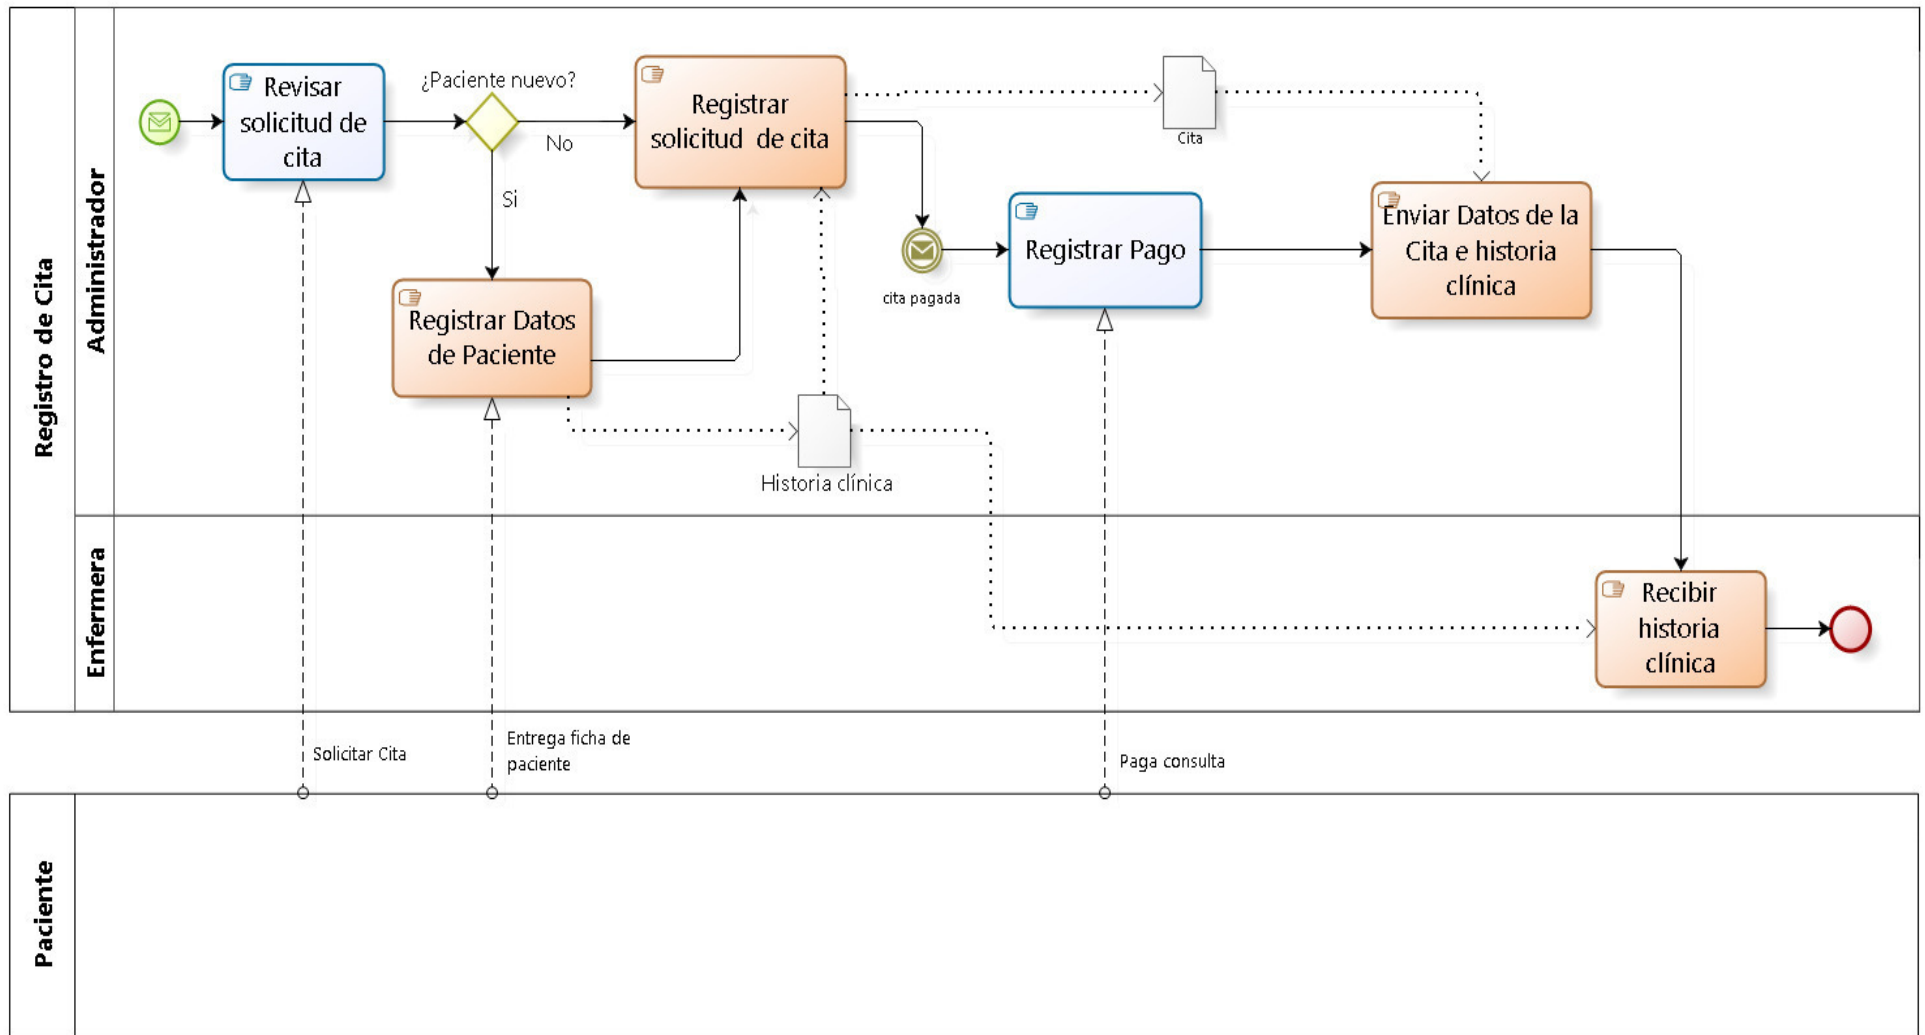 Registro de Cita
Administrador
Revisar
solicitud de
cita
¿Paciente nuevo?
No
Si
Registrar
solicitud de cita
Cita
cita pagada
Registrar Pago
Enviar Datos de la
Cita e historia
clínica
Registrar Datos
de Paciente
Historia clínica
Enfermera
Recibir
historia
clínica
Solicitar Cita
Entrega ficha de
paciente
Paga consulta
Paciente